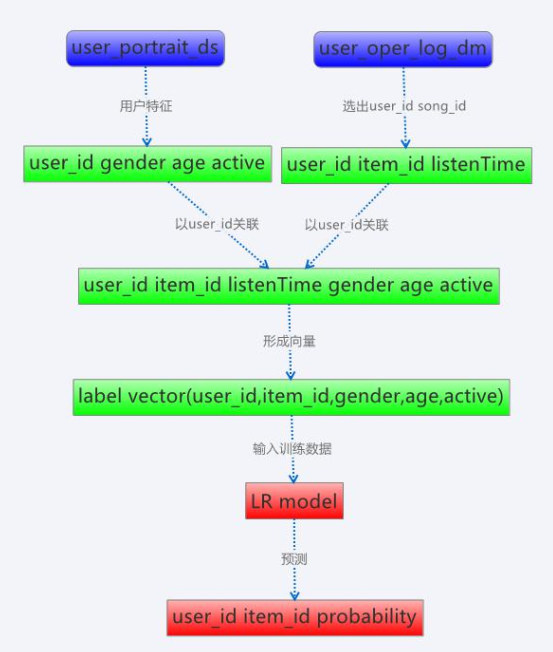 user_portrait_ds
user_oper_log_dm
用户特征
选出user_id song_id
user_id gender age active
user_id item_id listenTime
以user_id关联
以user_id关联
user_id item_id listenTime gender age active
形成向量
label vector(user_id,item_id,gender,age,active)
输入训练数据
LR model
预测
user_id item_id probability